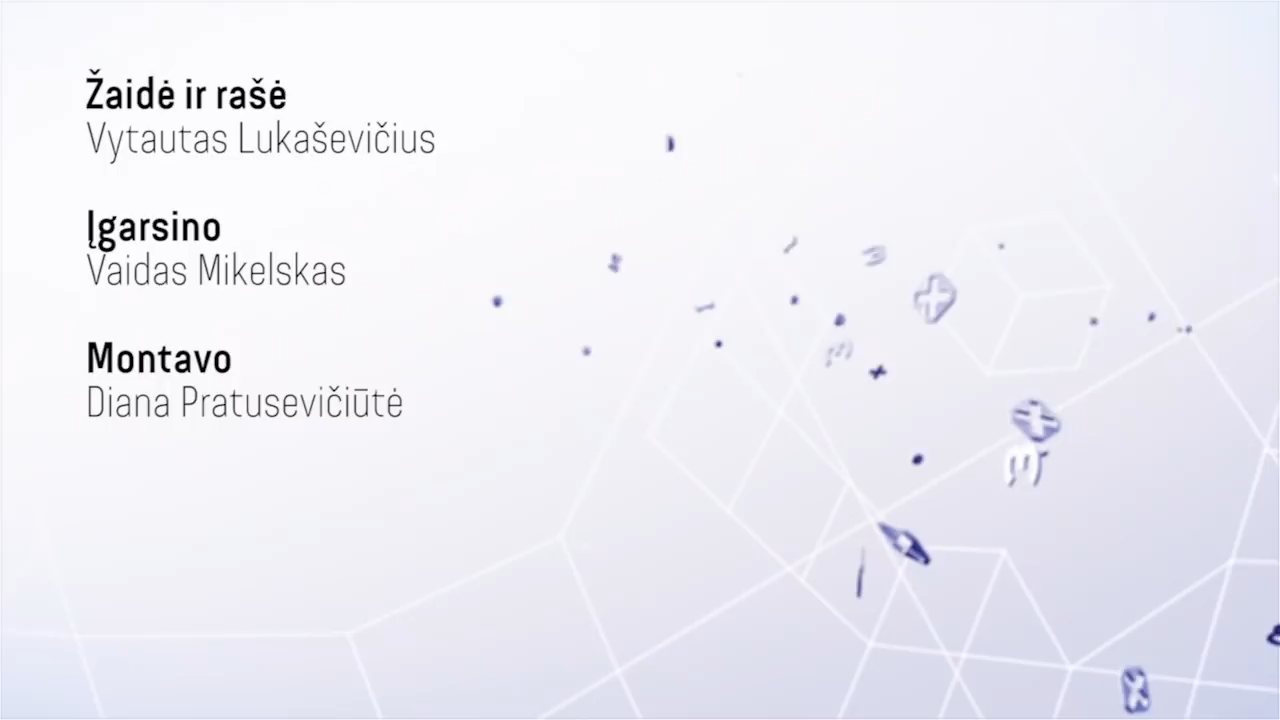 Žaidė ir rašė
Vytautas Lukaševičius
Įgarsino
Vaidas Mikelskas
Montavo
Diana Pratusevičiūtė